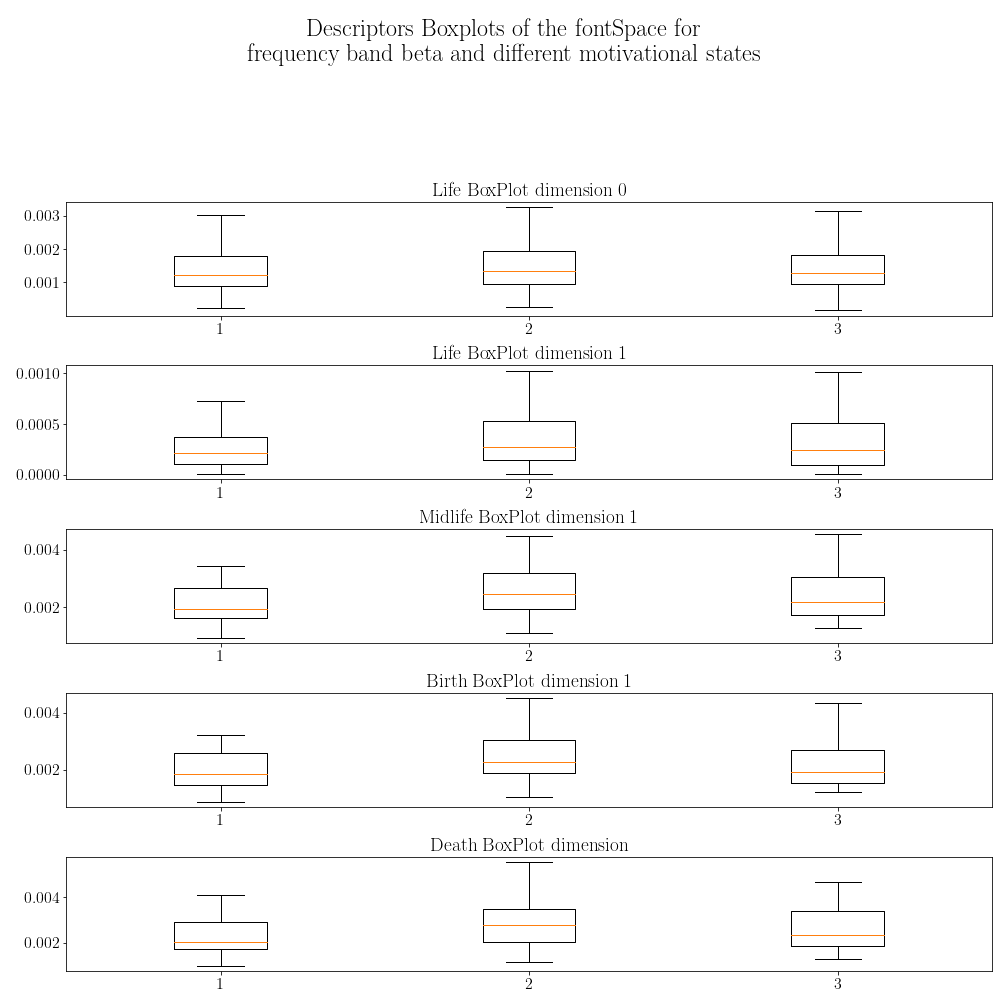 Descriptors Boxplots of the fontSpace for
frequency band beta and different motivational states
Life BoxPlot dimension 0
0.003
0.002
0.001
1 2 3
Life BoxPlot dimension 1
0.0010
0.0005
0.0000
1 2 3
Midlife BoxPlot dimension 1
0.004
0.002
1 2 3
Birth BoxPlot dimension 1
0.004
0.002
1 2 3
Death BoxPlot dimension
0.004
0.002
1 2 3